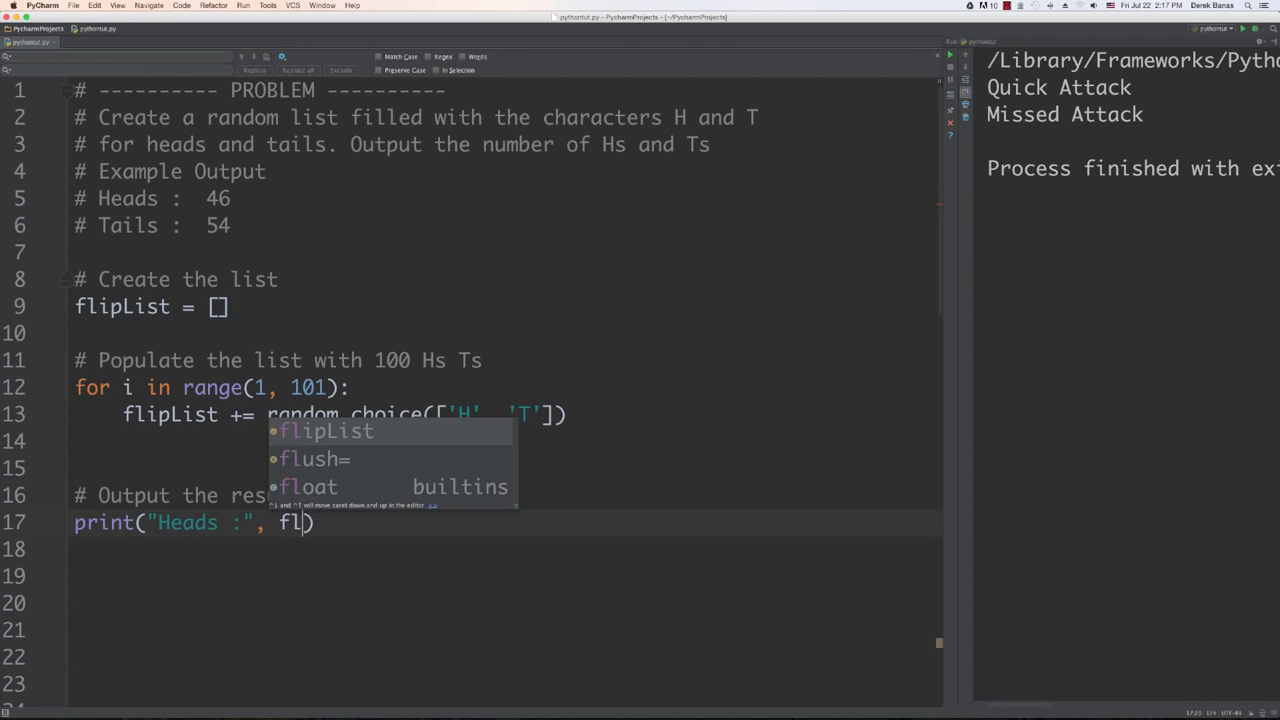 PyCharm File Edit View Navigate Code Refactor Run Tools VCS Window Help
10 Fri Jul 22 2:17 PM Derek Banas
pythontut.py - PyCharmProjects - [~/PycharmProjects]
PycharmProjects pythontut.py
pythontut
pythontut.py
Match Case Regex Words
Replace Replace all Exclude Preserve Case In Selection
Run pythontut
1 # ---------- PROBLEM ----------
2 # Create a random list filled with the characters H and T
3 # for heads and tails. Output the number of Hs and Ts
4 # Example Output
5 # Heads :  46
6 # Tails :  54
7
8 # Create the list
9 flipList = []
10
11 # Populate the list with 100 Hs Ts
12 for i in range(1, 101):
13 flipList += random.choice(['H', 'T'])
14
15
16 # Output the res
17 print("Heads :", fl)
18
19
20
21
22
23
24
flipList
flush=
float builtins
^↓ and ^↑ will move caret down and up in the editor >>
/Library/Frameworks/Pytho
Quick Attack
Missed Attack
Process finished with exi
17:20 LF≑ UTF-8≑